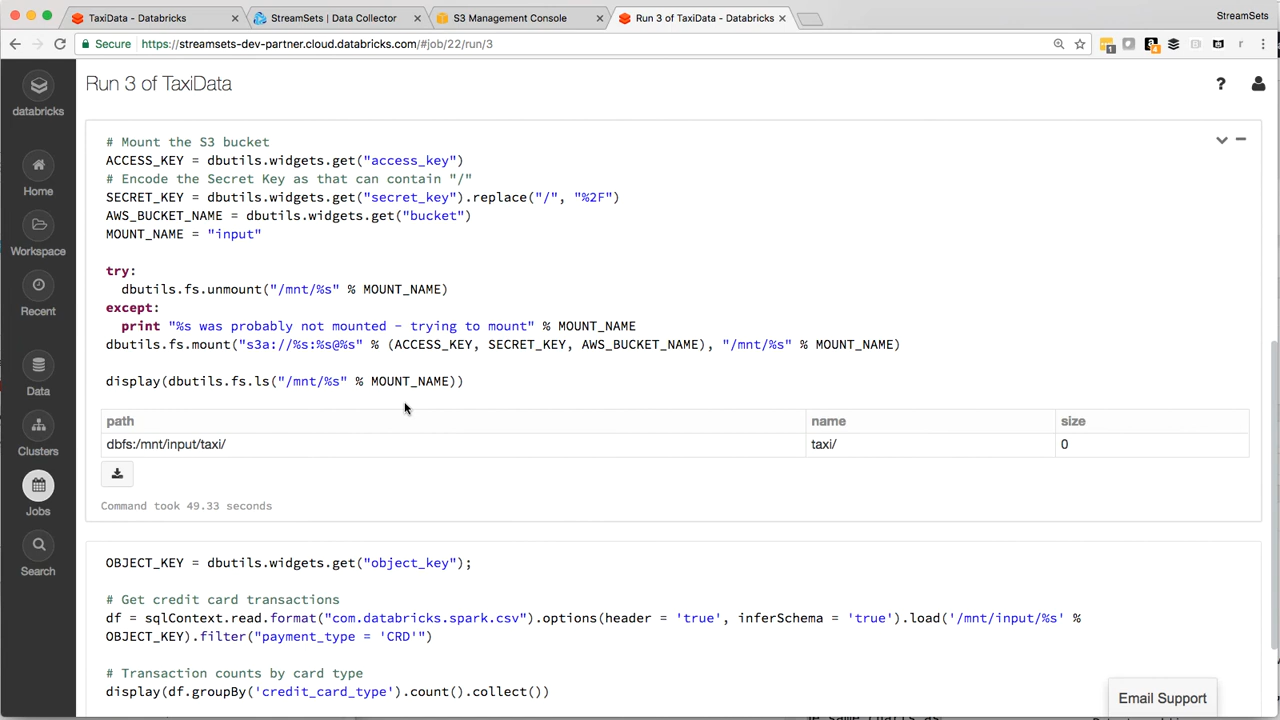 TaxiData - Databricks
StreamSets | Data Collector
S3 Management Console
Run 3 of TaxiData - Databricks
StreamSets
Secure
https://streamsets-dev-partner.cloud.databricks.com/#job/22/run/3
databricks
Home
Workspace
Recent
Data
Clusters
Jobs
Search
Run 3 of TaxiData
?
# Mount the S3 bucket
ACCESS_KEY = dbutils.widgets.get("access_key")
# Encode the Secret Key as that can contain "/"
SECRET_KEY = dbutils.widgets.get("secret_key").replace("/", "%2F")
AWS_BUCKET_NAME = dbutils.widgets.get("bucket")
MOUNT_NAME = "input"
try:
dbutils.fs.unmount("/mnt/%s" % MOUNT_NAME)
except:
print "%s was probably not mounted - trying to mount" % MOUNT_NAME
dbutils.fs.mount("s3a://%s:%s@%s" % (ACCESS_KEY, SECRET_KEY, AWS_BUCKET_NAME), "/mnt/%s" % MOUNT_NAME)
display(dbutils.fs.ls("/mnt/%s" % MOUNT_NAME))
path name size
dbfs:/mnt/input/taxi/ taxi/ 0
Command took 49.33 seconds
OBJECT_KEY = dbutils.widgets.get("object_key");
# Get credit card transactions
df = sqlContext.read.format("com.databricks.spark.csv").options(header = 'true', inferSchema = 'true').load('/mnt/input/%s' %
OBJECT_KEY).filter("payment_type = 'CRD'")
# Transaction counts by card type
display(df.groupBy('credit_card_type').count().collect())
Email Support